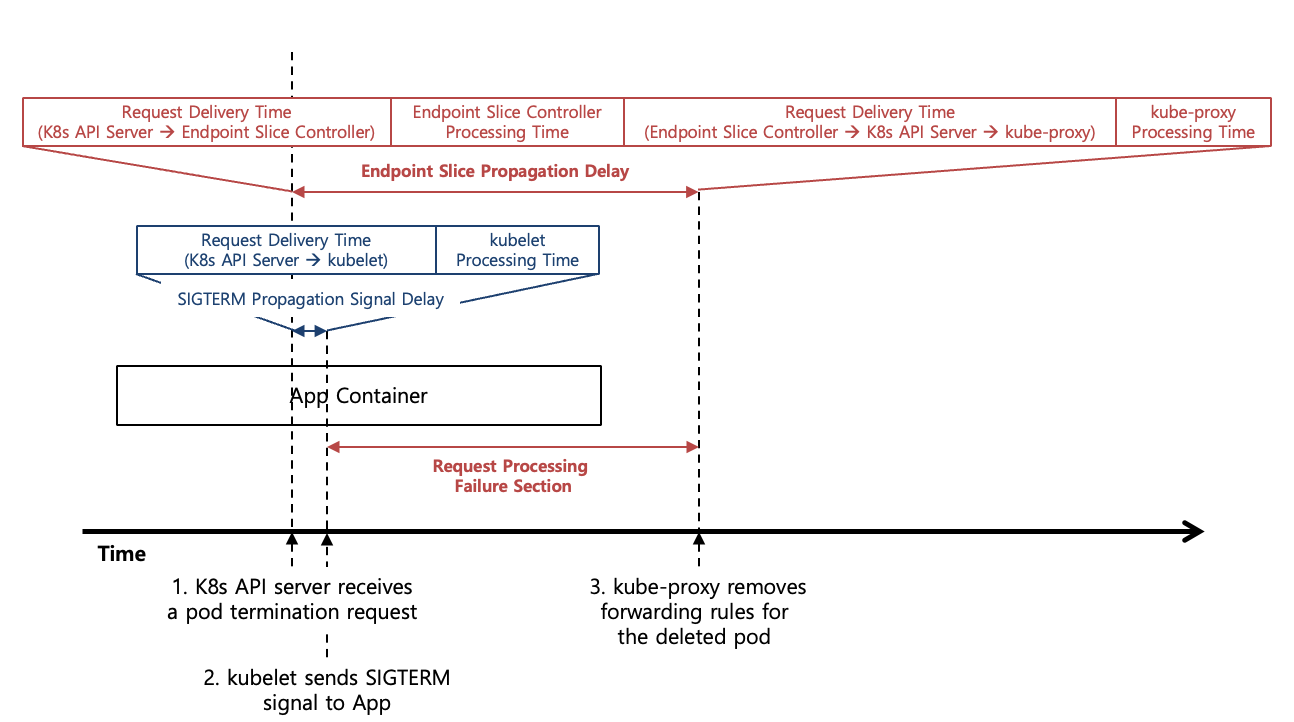 Request Delivery Time
(K8s API Server → Endpoint Slice Controller)
Endpoint Slice Controller
Processing Time
Request Delivery Time
(Endpoint Slice Controller → K8s API Server → kube-proxy)
kube-proxy
Processing Time
Endpoint Slice Propagation Delay
Request Delivery Time
(K8s API Server → kubelet)
kubelet
Processing Time
SIGTERM Propagation Signal Delay
App Container
Request Processing
Failure Section
Time
1. K8s API server receives
a pod termination request
2. kubelet sends SIGTERM
signal to App
3. kube-proxy removes
forwarding rules for
the deleted pod